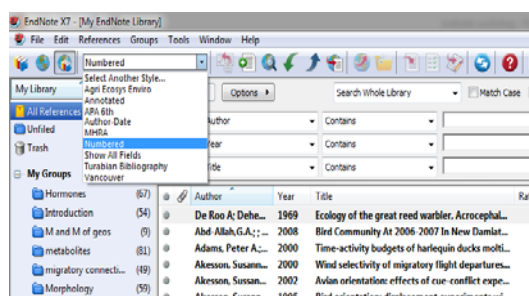 EndNote X7 - [My EndNote Library]
File Edit References Groups Tools Window Help
Numbered
Select Another Style...
Agri Ecosys Enviro
Annotated
APA 6th
Author-Date
MHRA
Numbered
Show All Fields
Turabian Bibliography
Vancouver
My Library
All References
Unfiled
Trash
My Groups
Hormones (67)
Introduction (54)
M and M of geos (9)
metabolites (81)
migratory connecti... (49)
Morphology (59)
Options Search Whole Library Match Case
Author Contains
Year Contains
Title Contains
Author Year Title Rat
De Roo A; Dehe... 1969 Ecology of the great reed warbler. Acrocephal...
Abd-Allah,G.A.; ; ... 2008 Bird Community At 2006-2007 In New Damiat...
Adams, Peter A.;... 2000 Time-activity budgets of harlequin ducks molti...
Akesson, Susann... 2000 Wind selectivity of migratory flight departures...
Akesson, Sussan... 2002 Avian orientation: effects of cue-conflict expe...